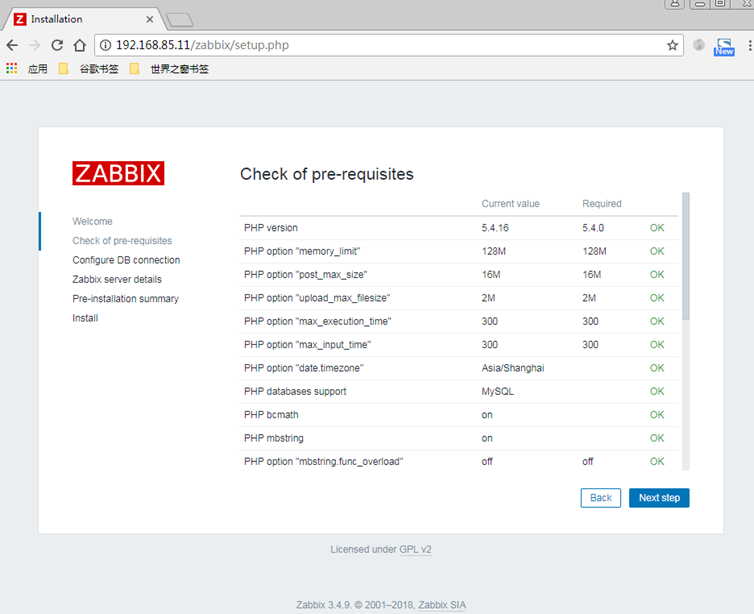 Installation
192.168.85.11/zabbix/setup.php
New
应用 谷歌书签 世界之窗书签
ZABBIX
Welcome
Check of pre-requisites
Configure DB connection
Zabbix server details
Pre-installation summary
Install
Check of pre-requisites
Current value Required
PHP version 5.4.16 5.4.0 OK
PHP option "memory_limit" 128M 128M OK
PHP option "post_max_size" 16M 16M OK
PHP option "upload_max_filesize" 2M 2M OK
PHP option "max_execution_time" 300 300 OK
PHP option "max_input_time" 300 300 OK
PHP option "date.timezone" Asia/Shanghai OK
PHP databases support MySQL OK
PHP bcmath on OK
PHP mbstring on OK
PHP option "mbstring.func_overload" off off OK
Back Next step
Licensed under GPL v2
Zabbix 3.4.9. © 2001–2018, Zabbix SIA